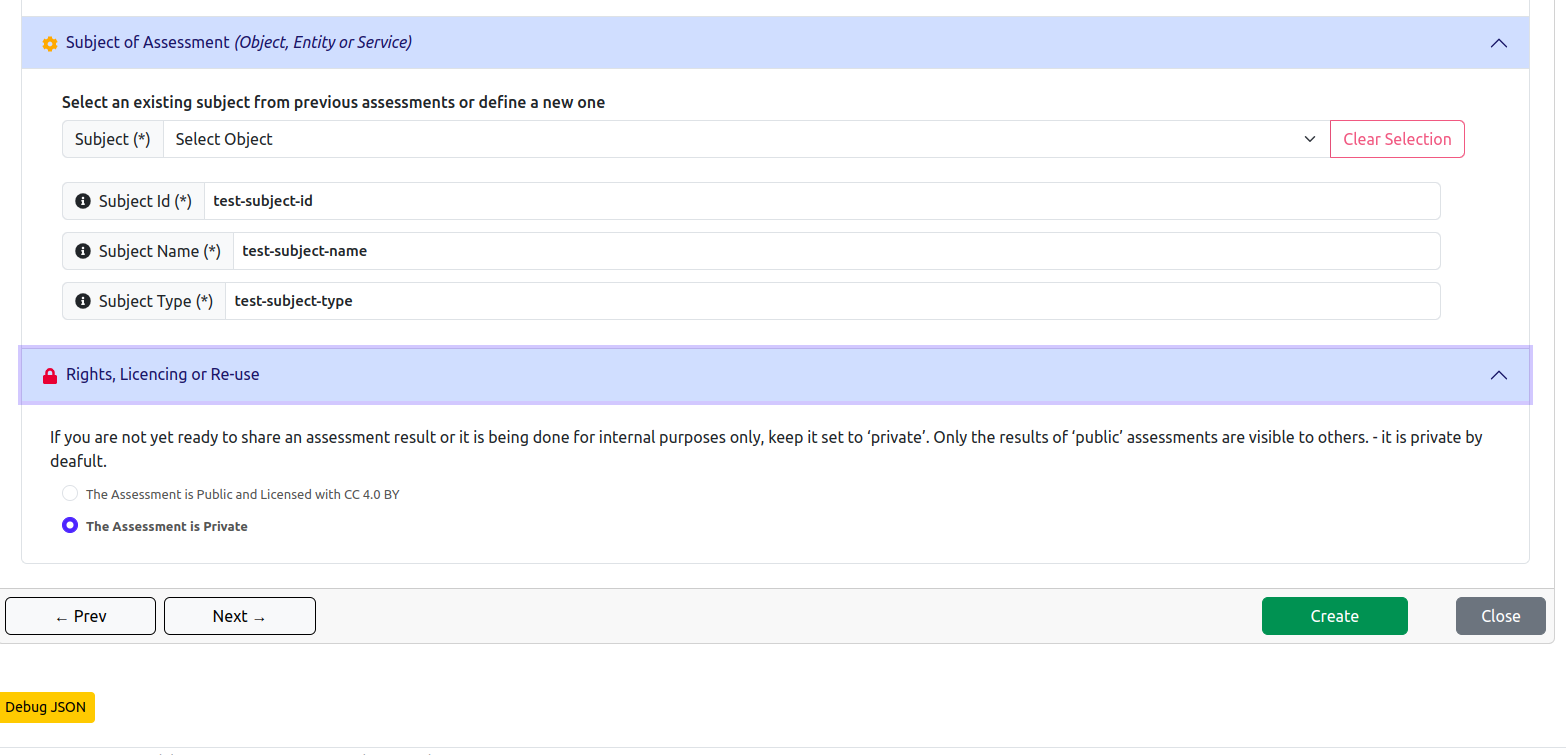 Subject of Assessment (Object, Entity or Service)
Select an existing subject from previous assessments or define a new one
Subject (*) Select Object Clear Selection
Subject Id (*) test-subject-id
Subject Name (*) test-subject-name
Subject Type (*) test-subject-type
Rights, Licencing or Re-use
If you are not yet ready to share an assessment result or it is being done for internal purposes only, keep it set to ‘private’. Only the results of ‘public’ assessments are visible to others. - it is private by
deafult.
The Assessment is Public and Licensed with CC 4.0 BY
The Assessment is Private
← Prev Next → Create Close
Debug JSON